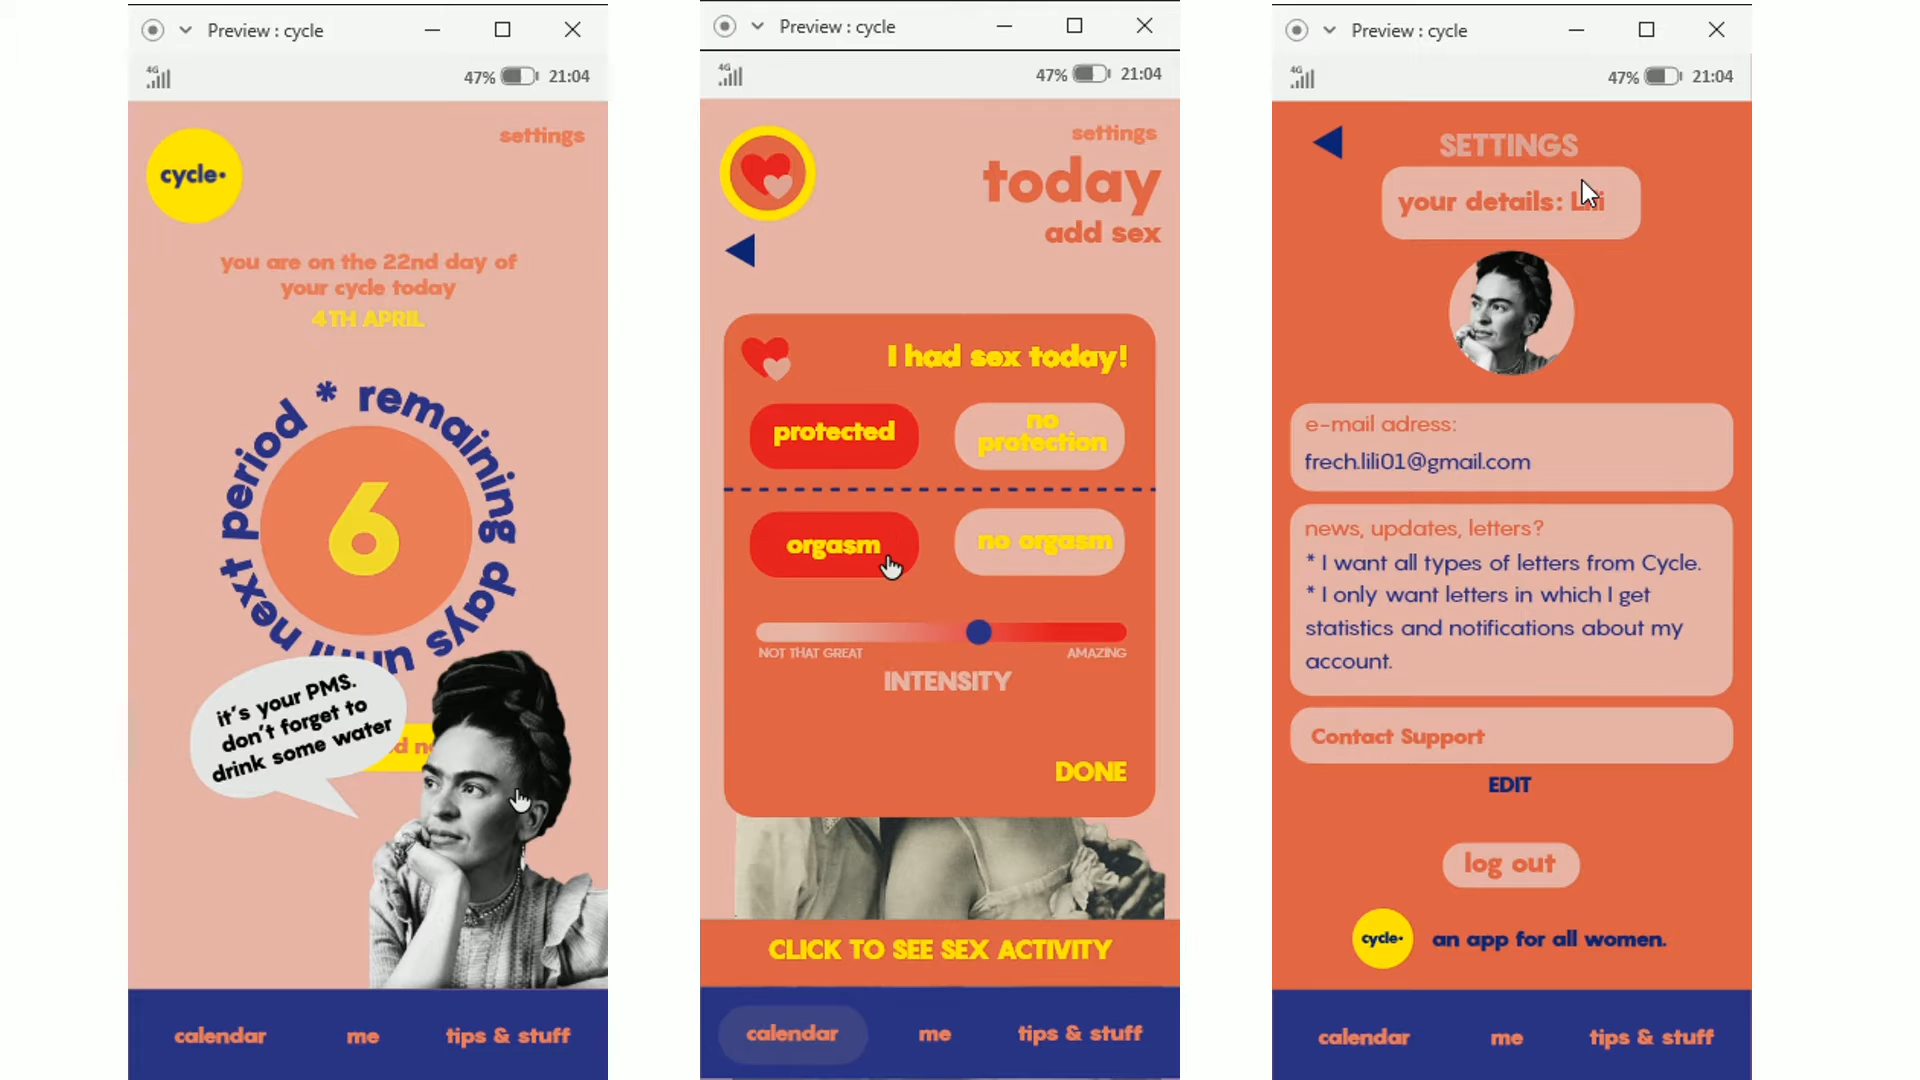 Preview : cycle
4G
47% 21:04
cycle•
settings
you are on the 22nd day of
your cycle today
4TH APRIL
* remaining days until next period
6
it's your PMS.
don't forget to
drink some water
calendar me tips & stuff
Preview : cycle
4G
47% 21:04
settings
today
add sex
I had sex today!
protected
no
protection
orgasm
no orgasm
NOT THAT GREAT
AMAZING
INTENSITY
DONE
CLICK TO SEE SEX ACTIVITY
calendar me tips & stuff
Preview : cycle
4G
47% 21:04
SETTINGS
your details: Lili
e-mail adress:
frech.lili01@gmail.com
news, updates, letters?
* I want all types of letters from Cycle.
* I only want letters in which I get
statistics and notifications about my
account.
Contact Support
EDIT
log out
cycle•
an app for all women.
calendar me tips & stuff